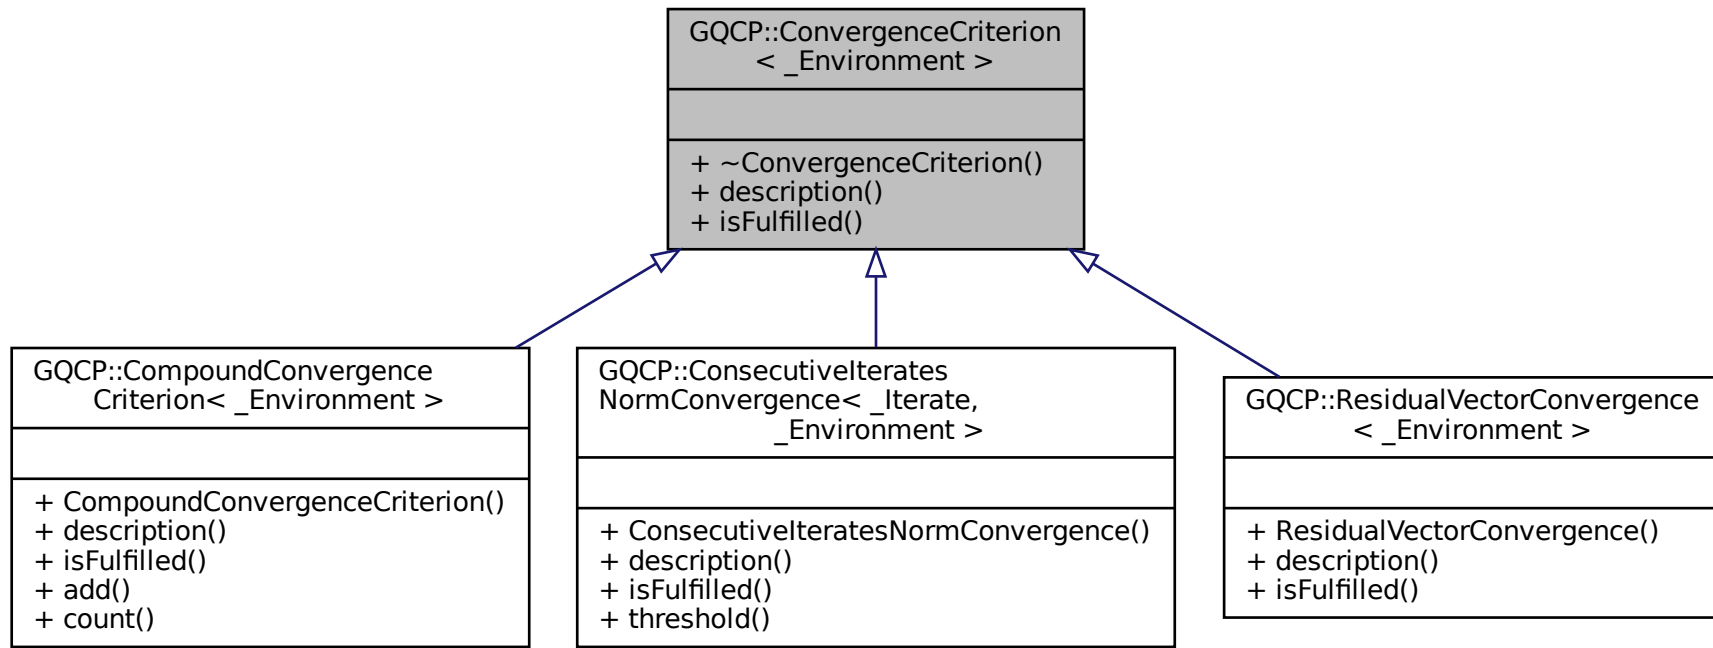 GQCP::ConvergenceCriterion
< _Environment >
+ ~ConvergenceCriterion()
+ description()
+ isFulfilled()
GQCP::CompoundConvergence
Criterion< _Environment >
+ CompoundConvergenceCriterion()
+ description()
+ isFulfilled()
+ add()
+ count()
GQCP::ConsecutiveIterates
NormConvergence< _Iterate,
_Environment >
+ ConsecutiveIteratesNormConvergence()
+ description()
+ isFulfilled()
+ threshold()
GQCP::ResidualVectorConvergence
< _Environment >
+ ResidualVectorConvergence()
+ description()
+ isFulfilled()